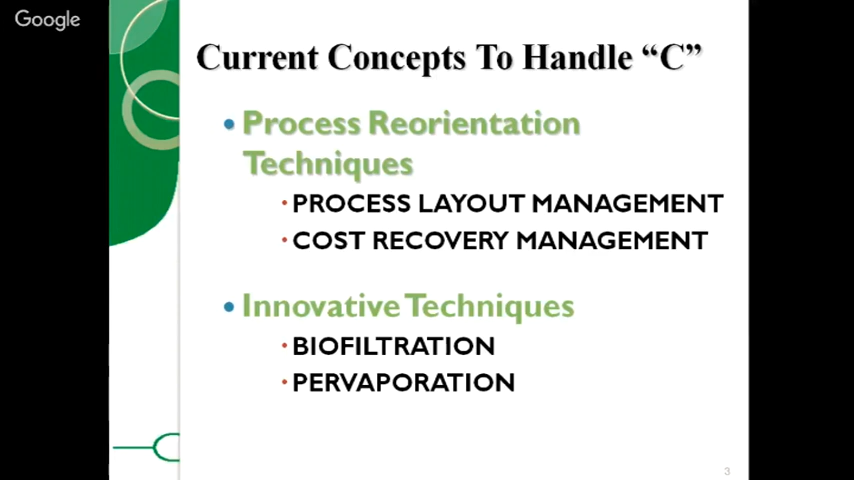 Google
Current Concepts To Handle “C”
• Process Reorientation
Techniques
· PROCESS LAYOUT MANAGEMENT
· COST RECOVERY MANAGEMENT
• Innovative Techniques
· BIOFILTRATION
· PERVAPORATION
3